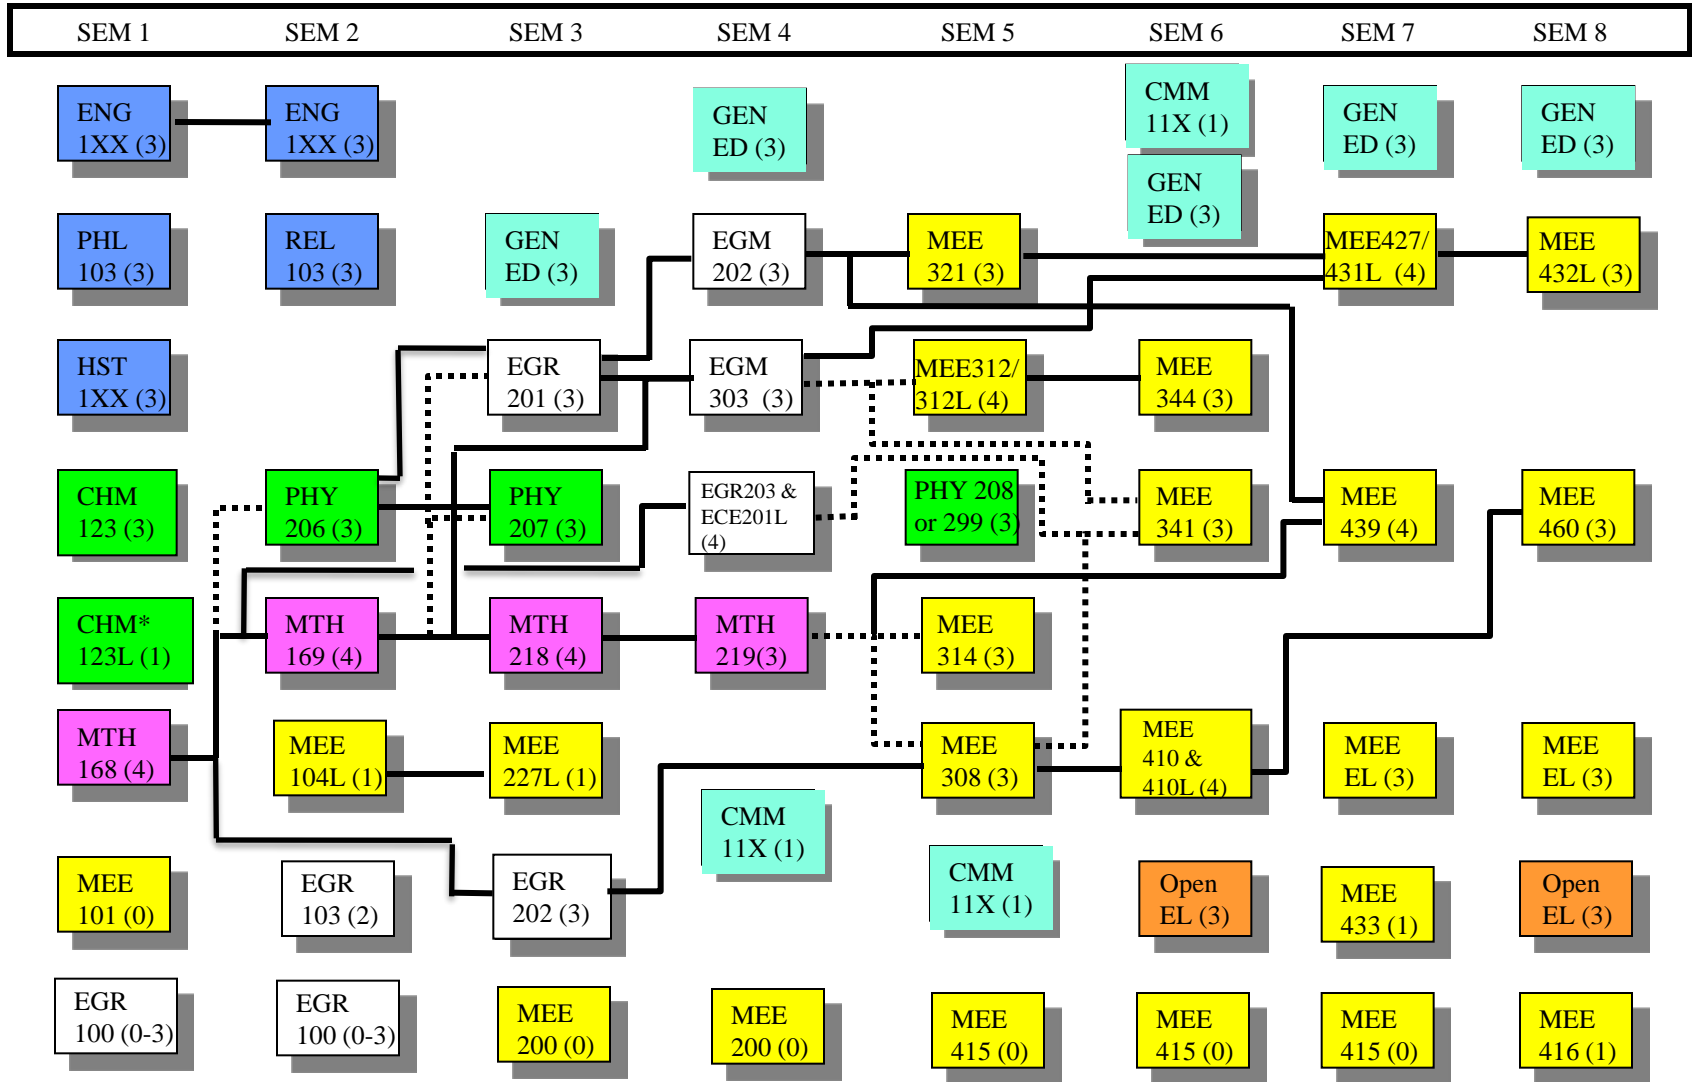 SEM 1
SEM 2
SEM 3
SEM 4
SEM 5
SEM 6
SEM 7
SEM 8
ENG
1XX (3)
ENG
1XX (3)
GEN
ED (3)
CMM
11X (1)
GEN
ED (3)
GEN
ED (3)
GEN
ED (3)
PHL
103 (3)
REL
103 (3)
GEN
ED (3)
EGM
202 (3)
MEE
321 (3)
MEE427/
431L (4)
MEE
432L (3)
HST
1XX (3)
EGR
201 (3)
EGM
303 (3)
MEE312/
312L (4)
MEE
344 (3)
CHM
123 (3)
PHY
206 (3)
PHY
207 (3)
EGR203 &
ECE201L
(4)
PHY 208
or 299 (3)
MEE
341 (3)
MEE
439 (4)
MEE
460 (3)
CHM*
123L (1)
MTH
169 (4)
MTH
218 (4)
MTH
219(3)
MEE
314 (3)
MTH
168 (4)
MEE
104L (1)
MEE
227L (1)
MEE
308 (3)
MEE
410 &
410L (4)
MEE
EL (3)
MEE
EL (3)
CMM
11X (1)
MEE
101 (0)
EGR
103 (2)
EGR
202 (3)
CMM
11X (1)
Open
EL (3)
MEE
433 (1)
Open
EL (3)
EGR
100 (0-3)
EGR
100 (0-3)
MEE
200 (0)
MEE
200 (0)
MEE
415 (0)
MEE
415 (0)
MEE
415 (0)
MEE
416 (1)